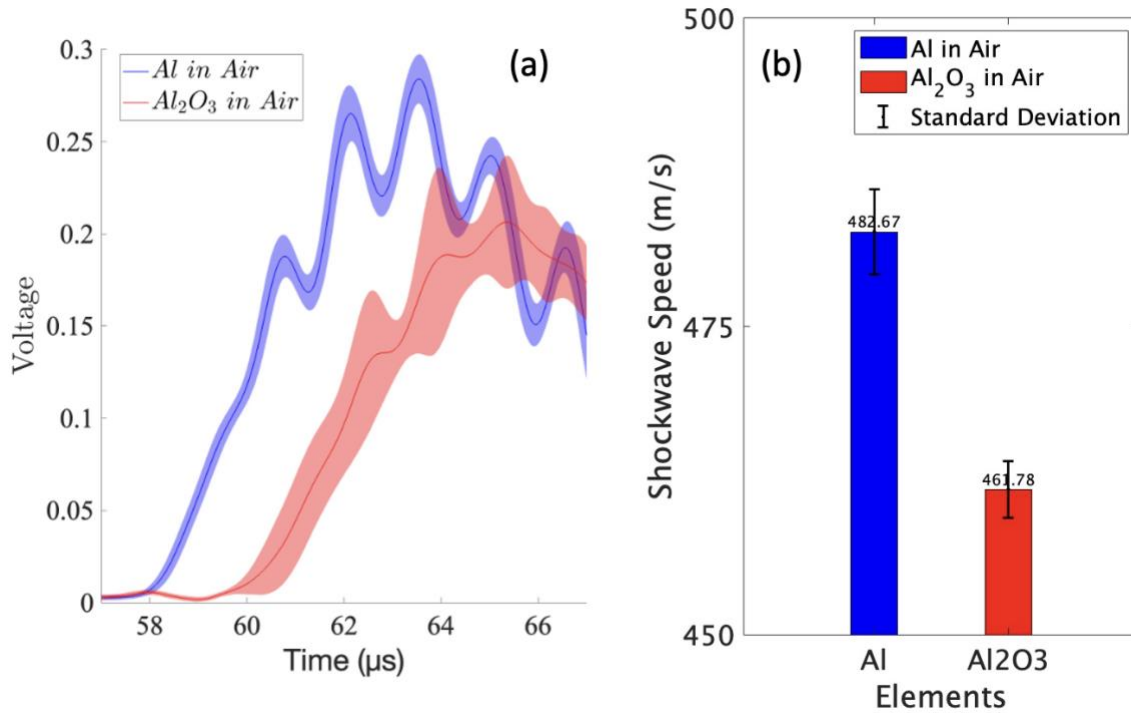 (a)
Al in Air
Al₂O₃ in Air
0.3
0.25
0.2
0.15
0.1
0.05
0
Voltage
58 60 62 64 66
Time (µs)
(b)
Al in Air
Al₂O₃ in Air
Standard Deviation
500
475
450
Shockwave Speed (m/s)
482.67
461.78
Al Al2O3
Elements